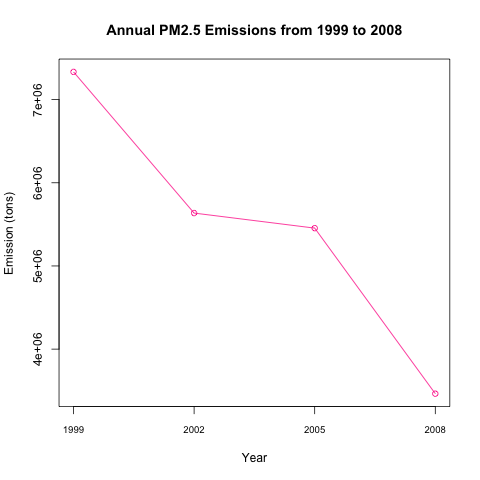 Annual PM2.5 Emissions from 1999 to 2008
Emission (tons)
7e+06
6e+06
5e+06
4e+06
1999 2002 2005 2008
Year